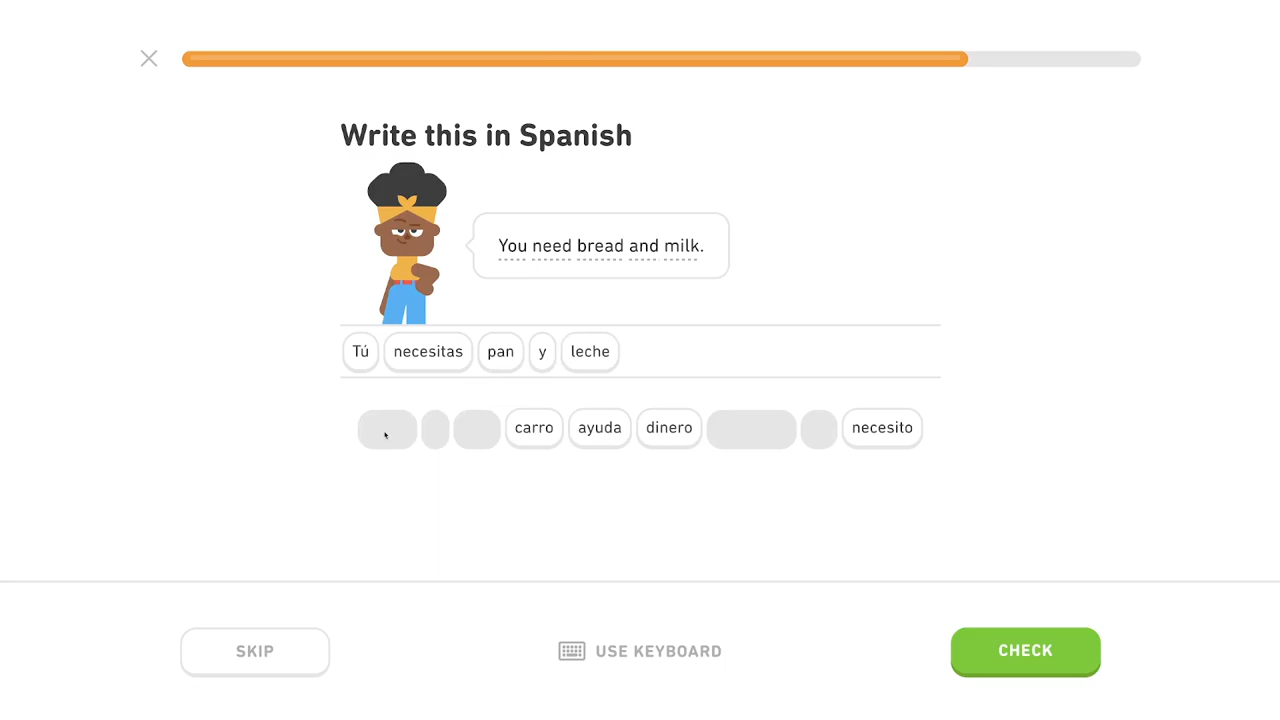 Write this in Spanish
You need bread and milk.
Tú necesitas pan y leche
carro ayuda dinero necesito
SKIP USE KEYBOARD CHECK